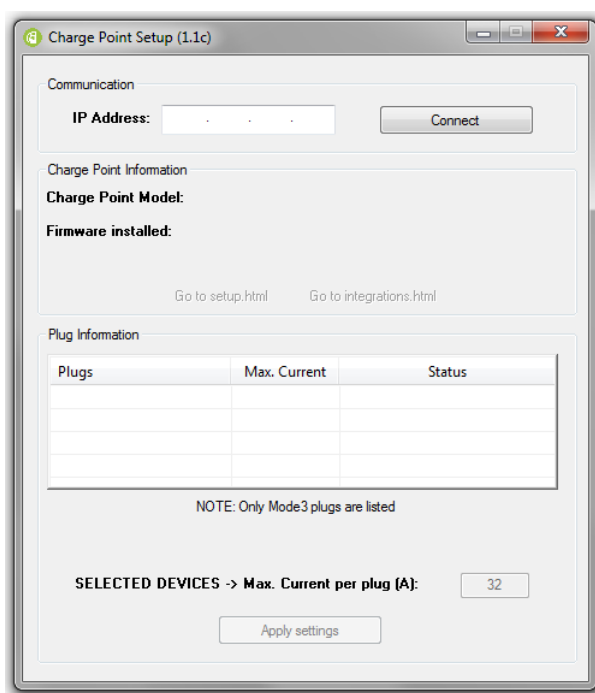 Charge Point Setup (1.1c)
Communication
IP Address: . . . Connect
Charge Point Information
Charge Point Model:
Firmware installed:
Go to setup.html Go to integrations.html
Plug Information
Plugs Max. Current Status
NOTE: Only Mode3 plugs are listed
SELECTED DEVICES -> Max. Current per plug (A): 32
Apply settings